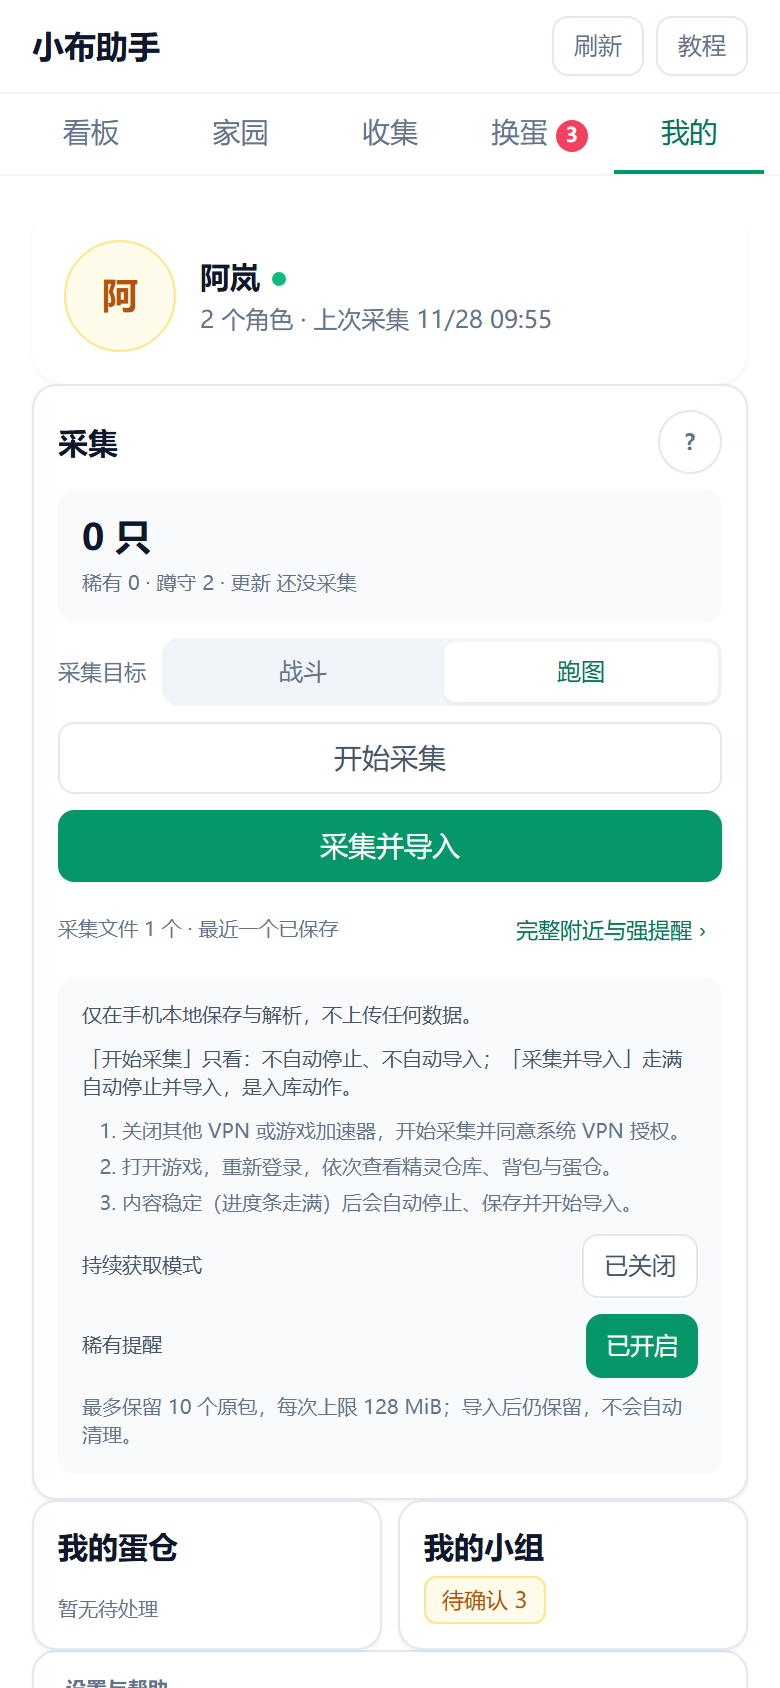 小布助手
刷新
教程
看板
家园
收集
换蛋 3
我的
阿
阿岚
2 个角色 · 上次采集 11/28 09:55
采集
?
0 只
稀有 0 · 蹲守 2 · 更新 还没采集
采集目标
战斗
跑图
开始采集
采集并导入
采集文件 1 个 · 最近一个已保存
完整附近与强提醒 ›
仅在手机本地保存与解析，不上传任何数据。
「开始采集」只看：不自动停止、不自动导入；「采集并导入」走满
自动停止并导入，是入库动作。
1. 关闭其他 VPN 或游戏加速器，开始采集并同意系统 VPN 授权。
2. 打开游戏，重新登录，依次查看精灵仓库、背包与蛋仓。
3. 内容稳定（进度条走满）后会自动停止、保存并开始导入。
持续获取模式
已关闭
稀有提醒
已开启
最多保留 10 个原包，每次上限 128 MiB；导入后仍保留，不会自动
清理。
我的蛋仓
暂无待处理
我的小组
待确认 3
设置与帮助